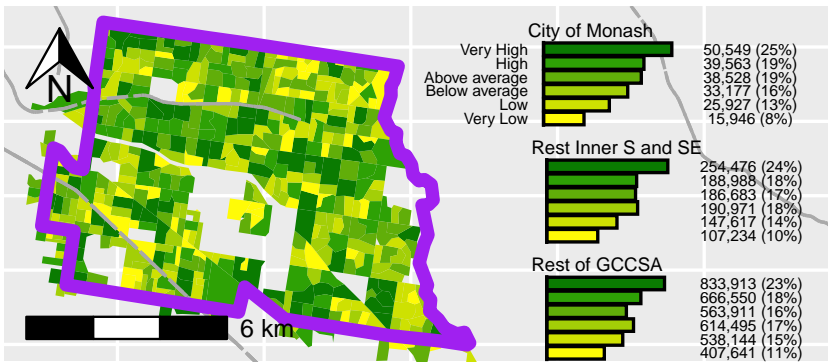 City of Monash
Very High 50,549 (25%)
High 39,563 (19%)
Above average 38,528 (19%)
Below average 33,177 (16%)
Low 25,927 (13%)
Very Low 15,946 (8%)
N
Rest Inner S and SE
254,476 (24%)
188,988 (18%)
186,683 (17%)
190,971 (18%)
147,617 (14%)
107,234 (10%)
Rest of GCCSA
833,913 (23%)
666,550 (18%)
563,911 (16%)
614,495 (17%)
538,144 (15%)
407,641 (11%)
6 km